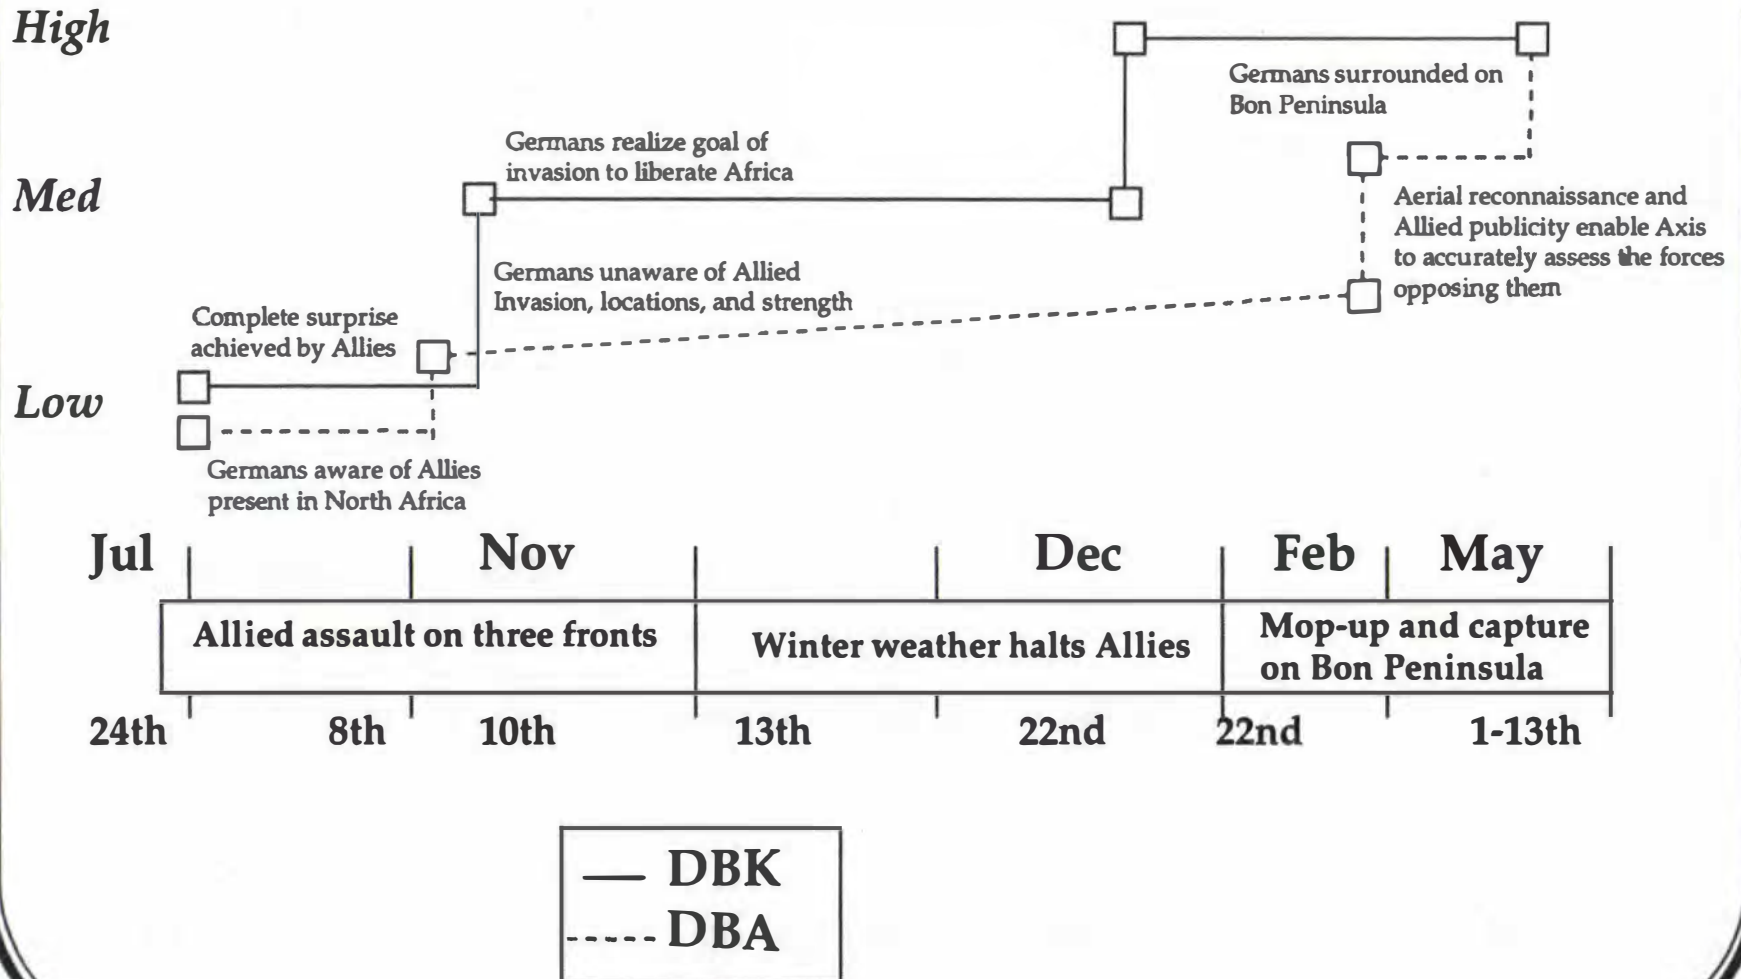 High
Germans surrounded on
Bon Peninsula
Germans realize goal of
invasion to liberate Africa
Med
Aerial reconnaissance and
Allied publicity enable Axis
to accurately assess the forces
opposing them
Germans unaware of Allied
Invasion, locations, and strength
Complete surprise
achieved by Allies
Low
Germans aware of Allies
present in North Africa
Jul Nov Dec Feb May
Allied assault on three fronts
Winter weather halts Allies
Mop-up and capture
on Bon Peninsula
24th 8th 10th 13th 22nd 22nd 1-13th
DBK
DBA